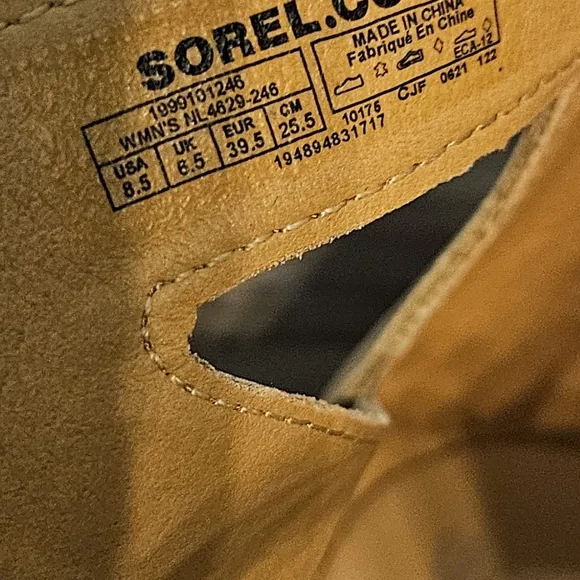 SOREL.CO
1999101246
WMN'S NL4629-246
USA UK EUR CM
8.5 6.5 39.5 25.5
MADE IN CHINA
Fabriqué En Chine
ECA-12
10175 CJF 0621 122
194894831717